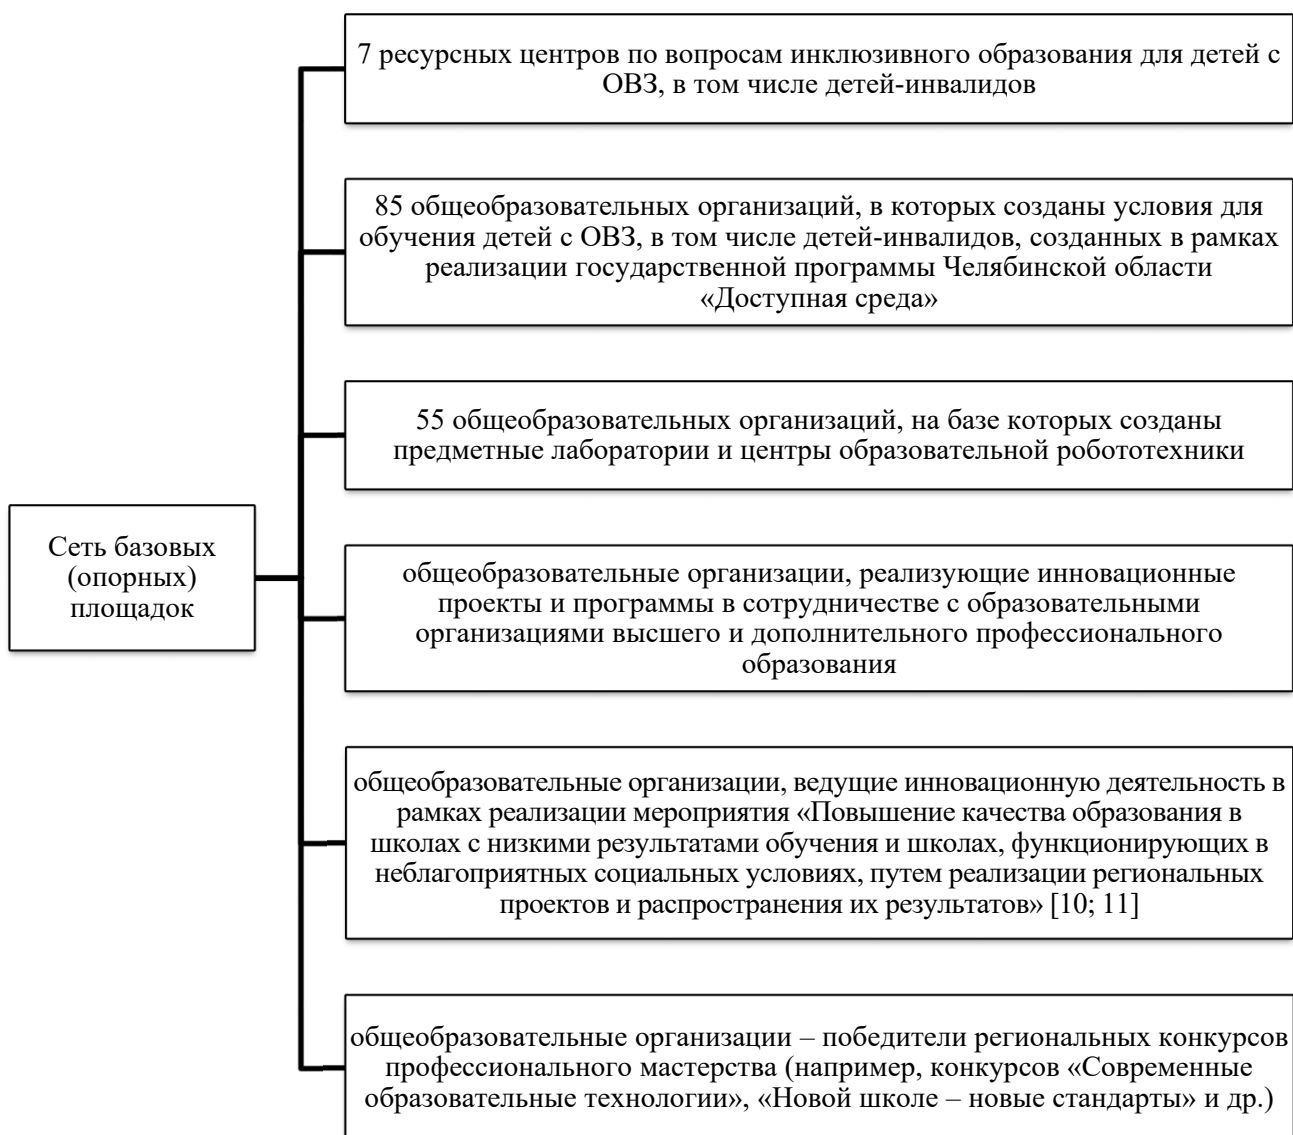 7 ресурсных центров по вопросам инклюзивного образования для детей с
ОВЗ, в том числе детей-инвалидов
85 общеобразовательных организаций, в которых созданы условия для
обучения детей с ОВЗ, в том числе детей-инвалидов, созданных в рамках
реализации государственной программы Челябинской области
«Доступная среда»
55 общеобразовательных организаций, на базе которых созданы
предметные лаборатории и центры образовательной робототехники
Сеть базовых
(опорных)
площадок
общеобразовательные организации, реализующие инновационные
проекты и программы в сотрудничестве с образовательными
организациями высшего и дополнительного профессионального
образования
общеобразовательные организации, ведущие инновационную деятельность в
рамках реализации мероприятия «Повышение качества образования в
школах с низкими результатами обучения и школах, функционирующих в
неблагоприятных социальных условиях, путем реализации региональных
проектов и распространения их результатов» [10; 11]
общеобразовательные организации – победители региональных конкурсов
профессионального мастерства (например, конкурсов «Современные
образовательные технологии», «Новой школе – новые стандарты» и др.)